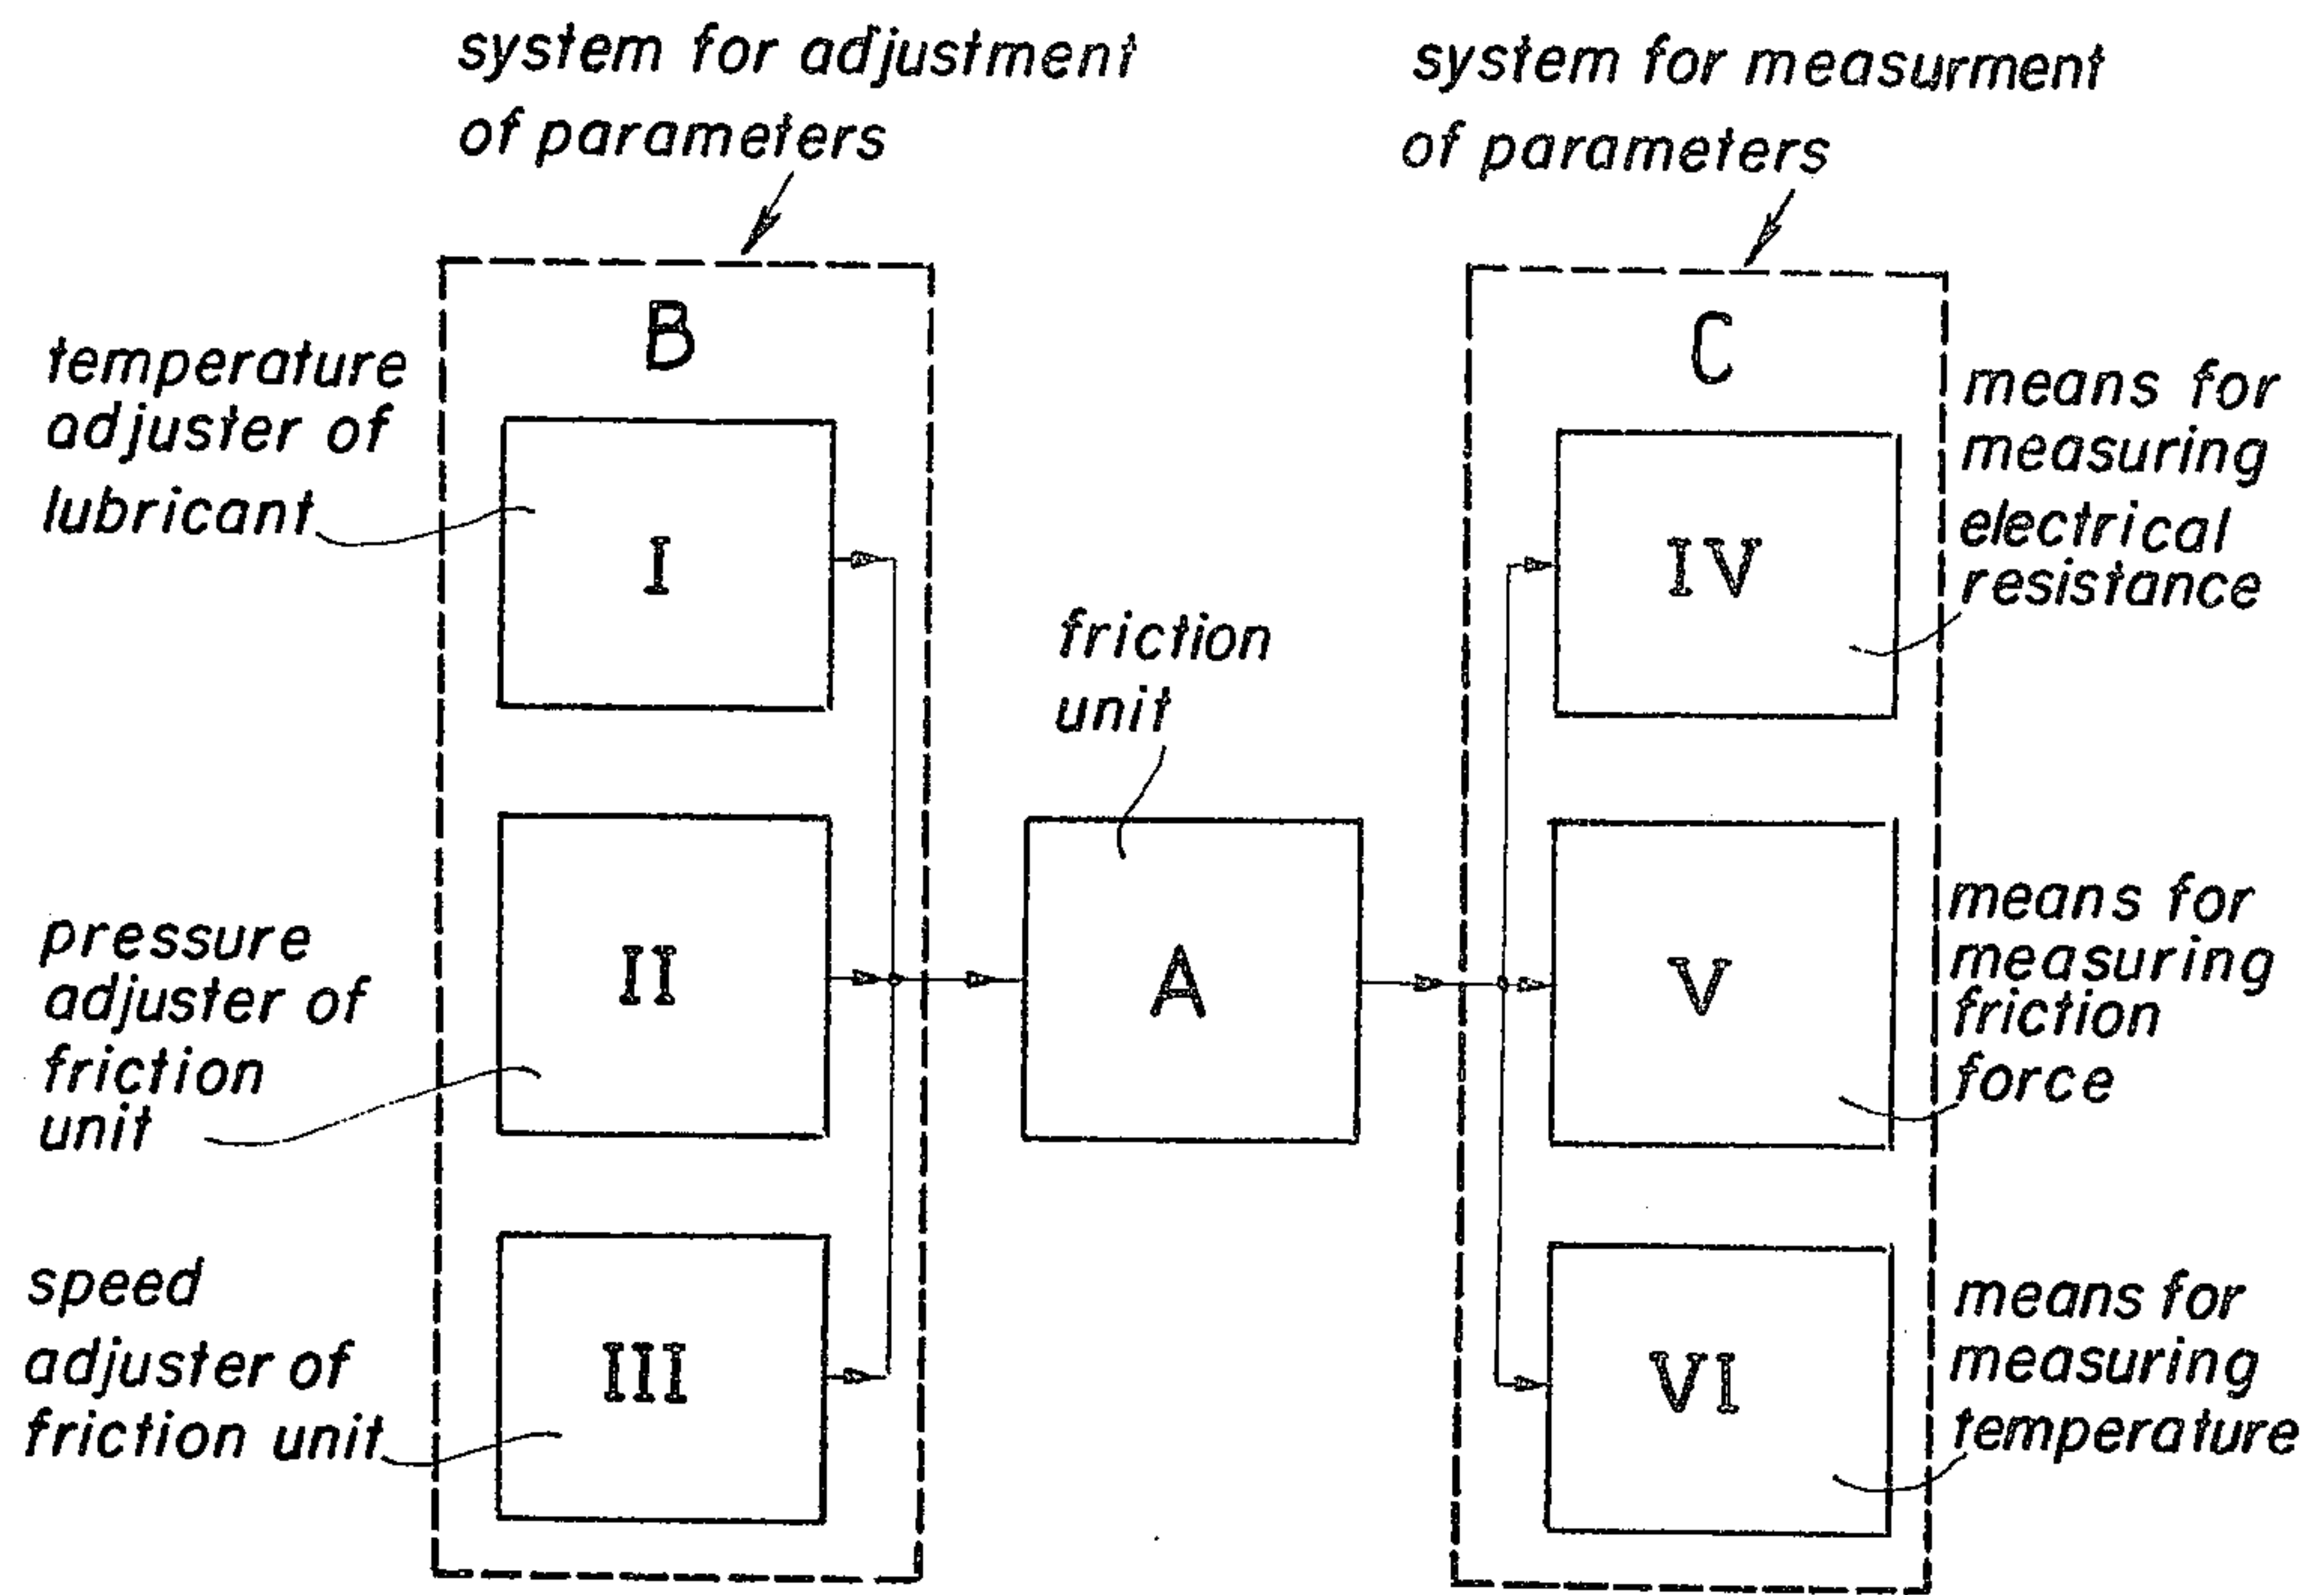 system for adjustment
of parameters
system for measurment
of parameters
B
C
temperature
adjuster of
lubricant
I
means for
measuring
electrical
resistance
IV
friction
unit
pressure
adjuster of
friction
unit
II
A
V
means for
measuring
friction
force
speed
adjuster of
friction unit
III
VI
means for
measuring
temperature